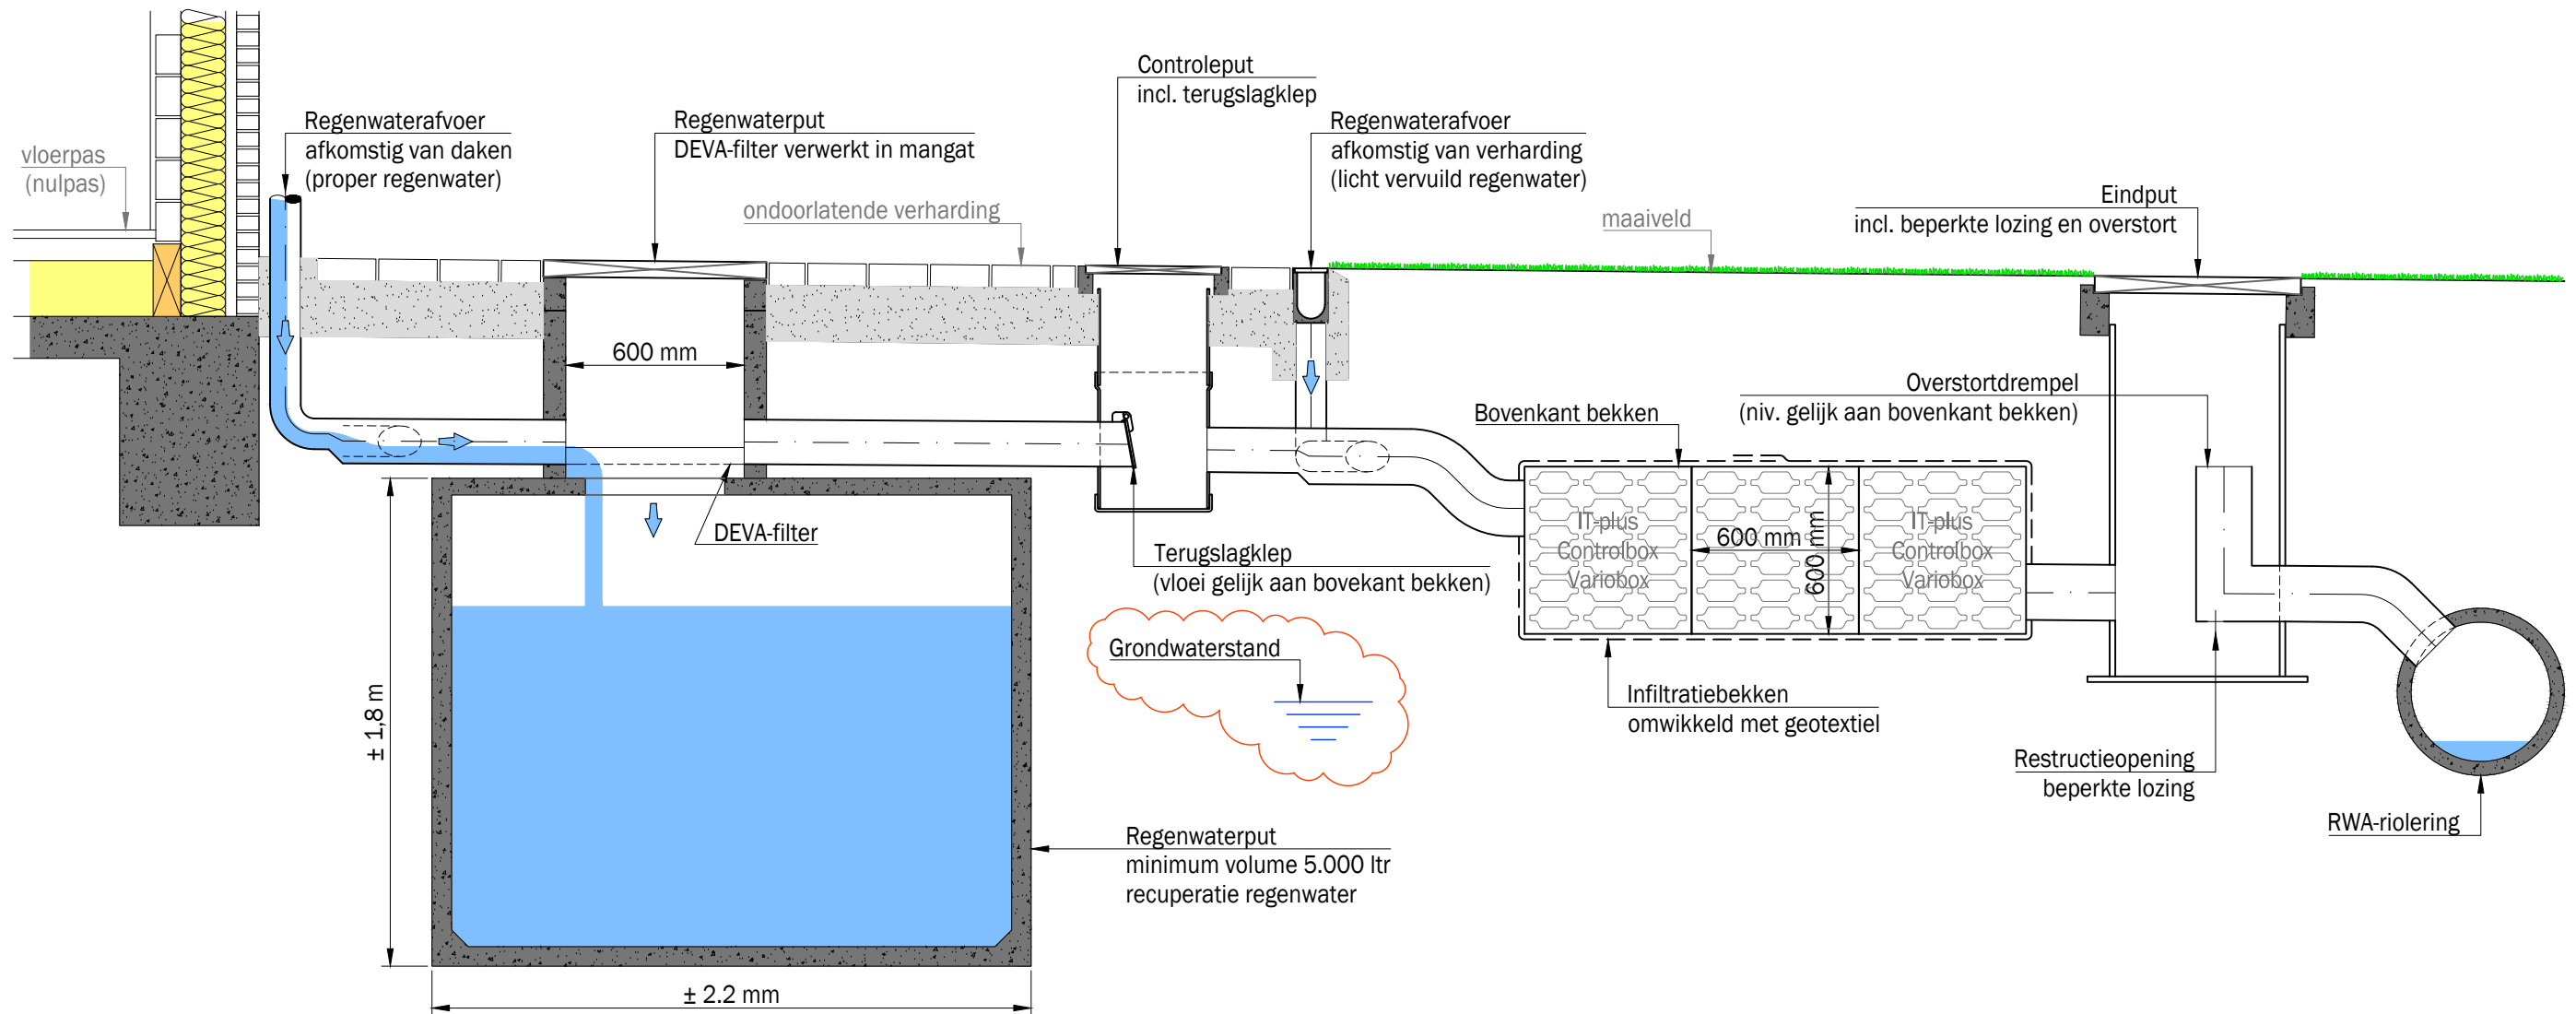 Controleput
incl. terugslagklep
Regenwaterafvoer
afkomstig van daken
(proper regenwater)
Regenwaterput
DEVA-filter verwerkt in mangat
Regenwaterafvoer
afkomstig van verharding
(licht vervuild regenwater)
vloerpas
(nulpas)
ondoorlatende verharding
maaiveld
Eindput
incl. beperkte lozing en overstort
600 mm
Overstortdrempel
(niv. gelijk aan bovenkant bekken)
Bovenkant bekken
DEVA-filter
Terugslagklep
(vloei gelijk aan bovekant bekken)
IT-plus
Controlbox
Variobox
600 mm
600 mm
IT-plus
Controlbox
Variobox
Grondwaterstand
Infiltratiebekken
omwikkeld met geotextiel
± 1,8 m
Restructieopening
beperkte lozing
RWA-riolering
Regenwaterput
minimum volume 5.000 ltr
recuperatie regenwater
± 2.2 mm